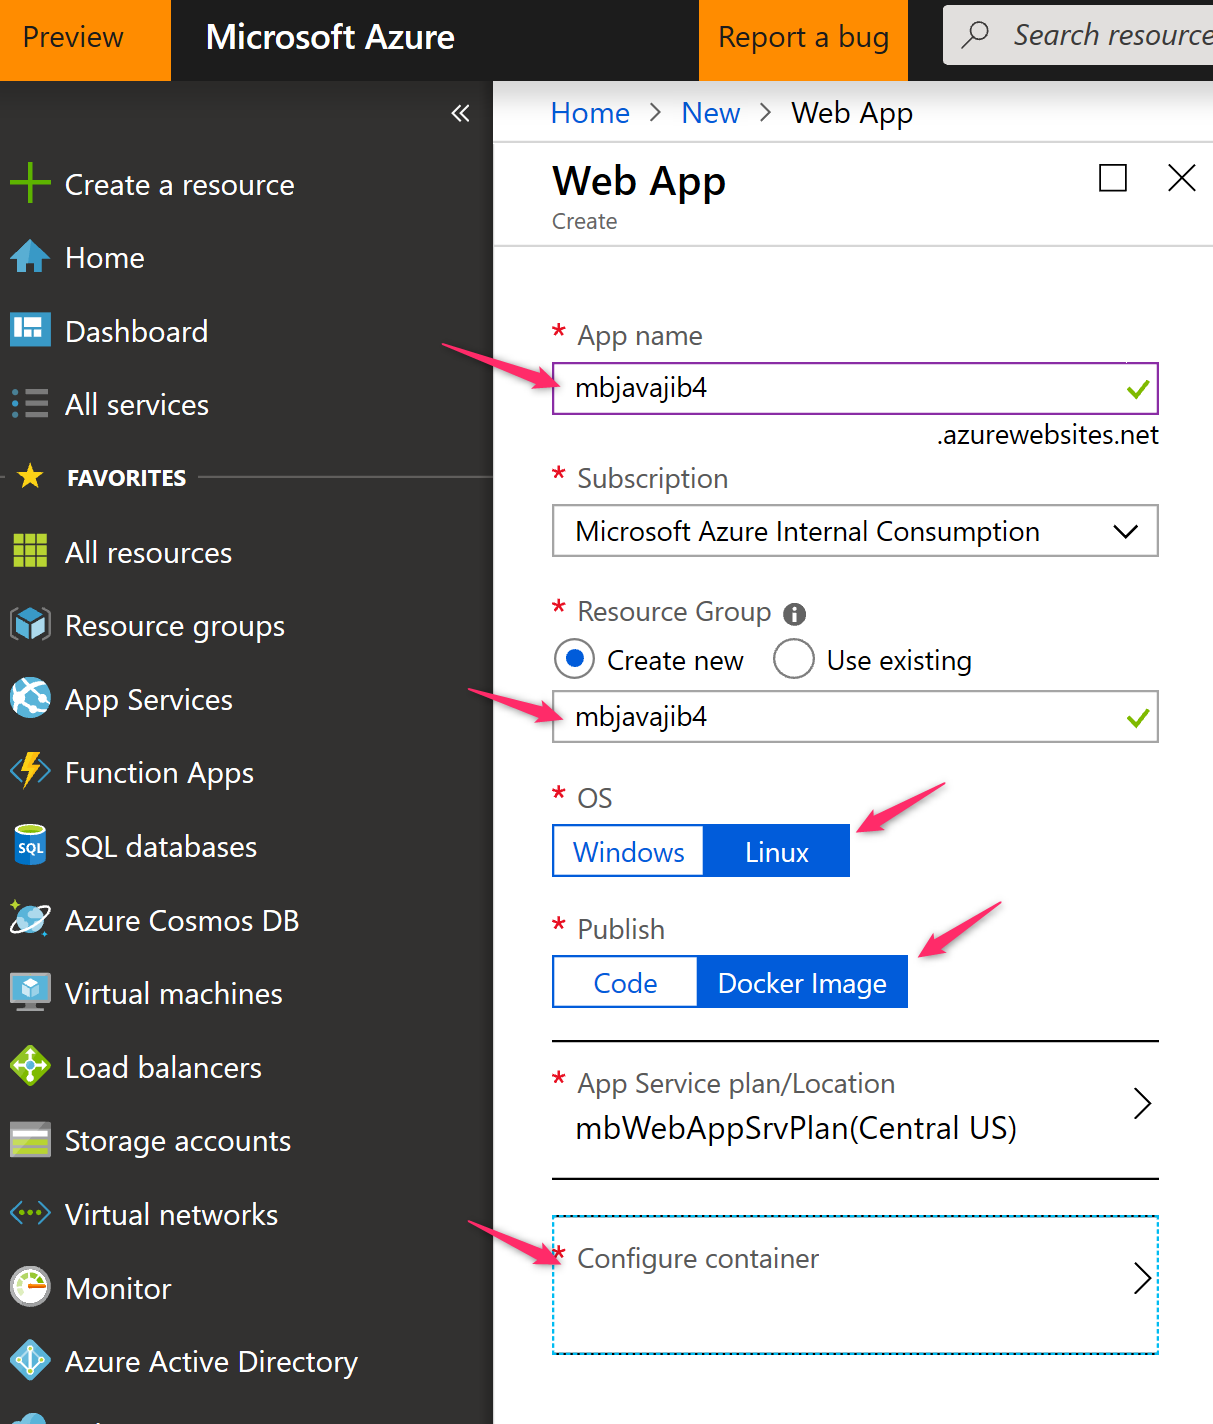 Preview
Microsoft Azure
Report a bug
Search resource
Create a resource
Home
Dashboard
All services
FAVORITES
All resources
Resource groups
App Services
Function Apps
SQL
SQL databases
Azure Cosmos DB
Virtual machines
Load balancers
Storage accounts
Virtual networks
Monitor
Azure Active Directory
Home > New > Web App
Web App
Create
* App name
mbjavajib4
.azurewebsites.net
* Subscription
Microsoft Azure Internal Consumption
* Resource Group
Create new Use existing
mbjavajib4
* OS
Windows Linux
* Publish
Code Docker Image
* App Service plan/Location
mbWebAppSrvPlan(Central US)
* Configure container